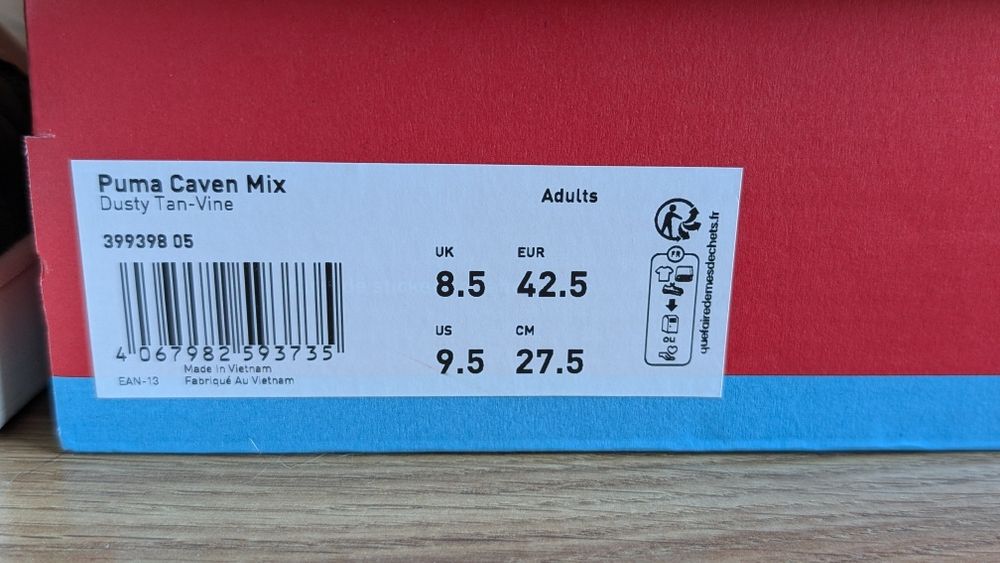 Puma Caven Mix
Dusty Tan-Vine
Adults
399398 05
UK EUR
8.5 42.5
US CM
9.5 27.5
4 067982 593735
Made In Vietnam
EAN-13 Fabriqué Au Vietnam
FR
quefairedemesdechets.fr